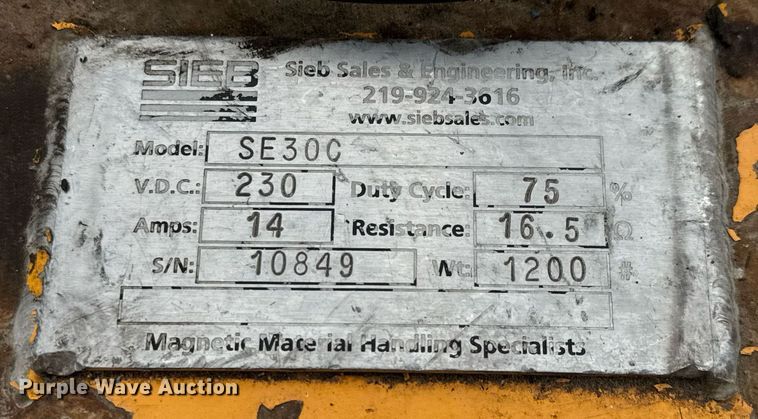 SIEB Sieb Sales & Engineering, Inc.
219-924-3616
www.siebsales.com
Model: SE30C
V.D.C.: 230 Duty Cycle: 75 %
Amps: 14 Resistance: 16.5 Ω
S/N: 10849 Wt: 1200 #
Magnetic Material Handling Specialists
Purple Wave Auction